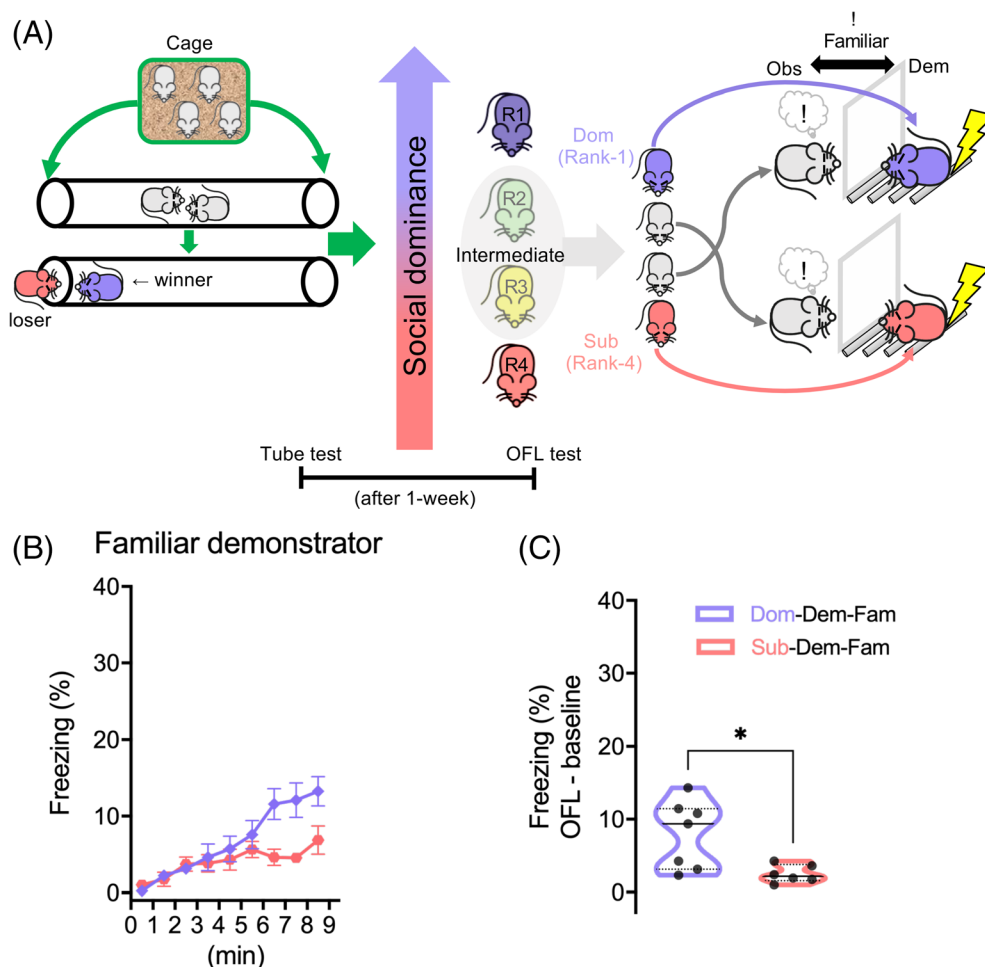 (A)
Cage
← winner
loser
Social dominance
R1
R2
Intermediate
R3
R4
Dom
(Rank-1)
Sub
(Rank-4)
!
Familiar
Obs
Dem
!
!
Tube test
OFL test
(after 1-week)
(B)
Familiar demonstrator
Freezing (%)
40
30
20
10
0
0 1 2 3 4 5 6 7 8 9
(min)
(C)
Freezing (%)
OFL - baseline
40
30
20
10
0
Dom-Dem-Fam
Sub-Dem-Fam
*